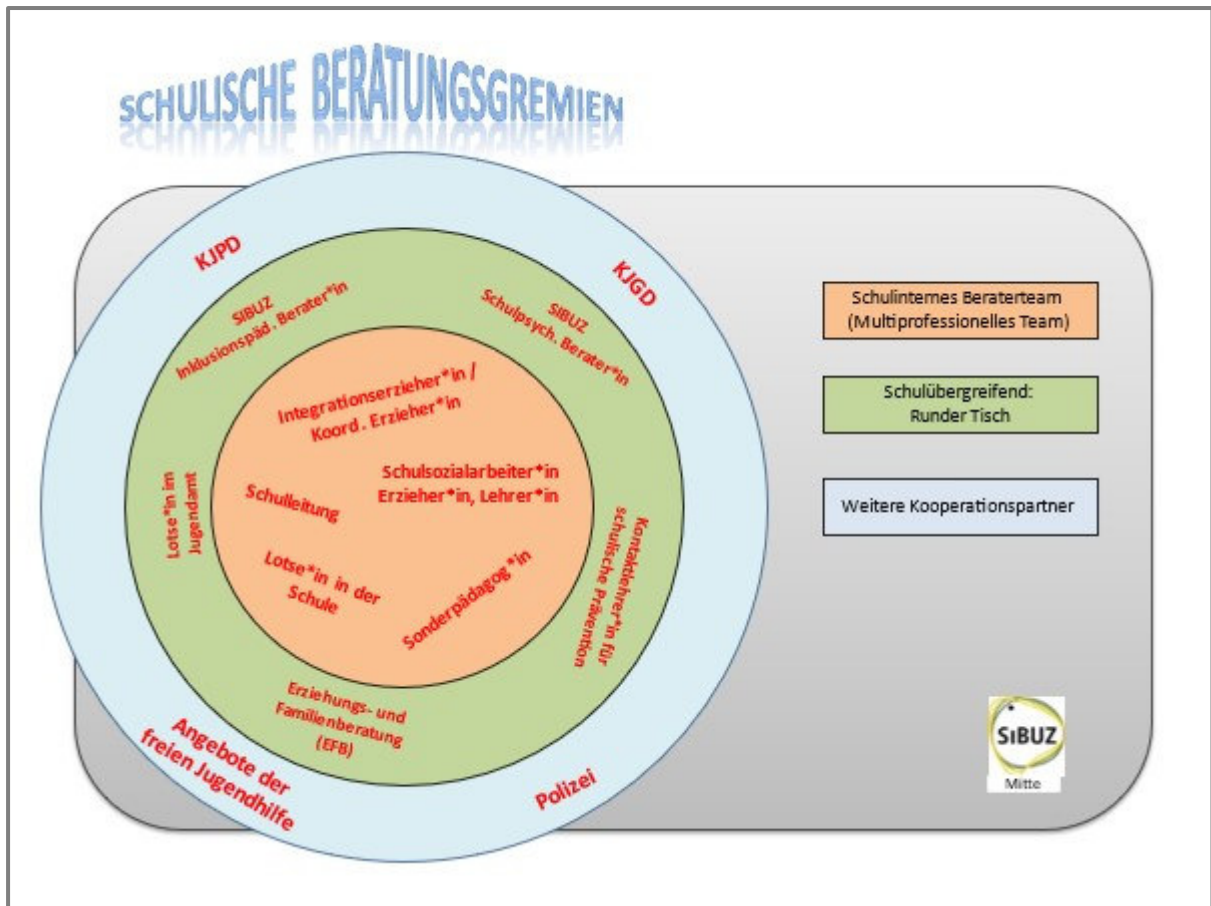 SCHULISCHE BERATUNGSGREMIEN
KJPD
KJGD
SIBUZ
Inklusionspäd. Berater*in
SIBUZ
Schulpsych. Berater*in
Integrationserzieher*in /
Koord. Erzieher*in
Schulsozialarbeiter*in
Erzieher*in, Lehrer*in
Schulleitung
Lotse*in im
Jugendamt
Lotse*in in der
Schule
Sonderpädagog*in
Kontaktlehrer*in für
schulische Prävention
Erziehungs- und
Familienberatung
(EFB)
Angebote der
freien Jugendhilfe
Polizei
Schulinternes Beraterteam
(Multiprofessionelles Team)
Schulübergreifend:
Runder Tisch
Weitere Kooperationspartner
SiBUZ
Mitte